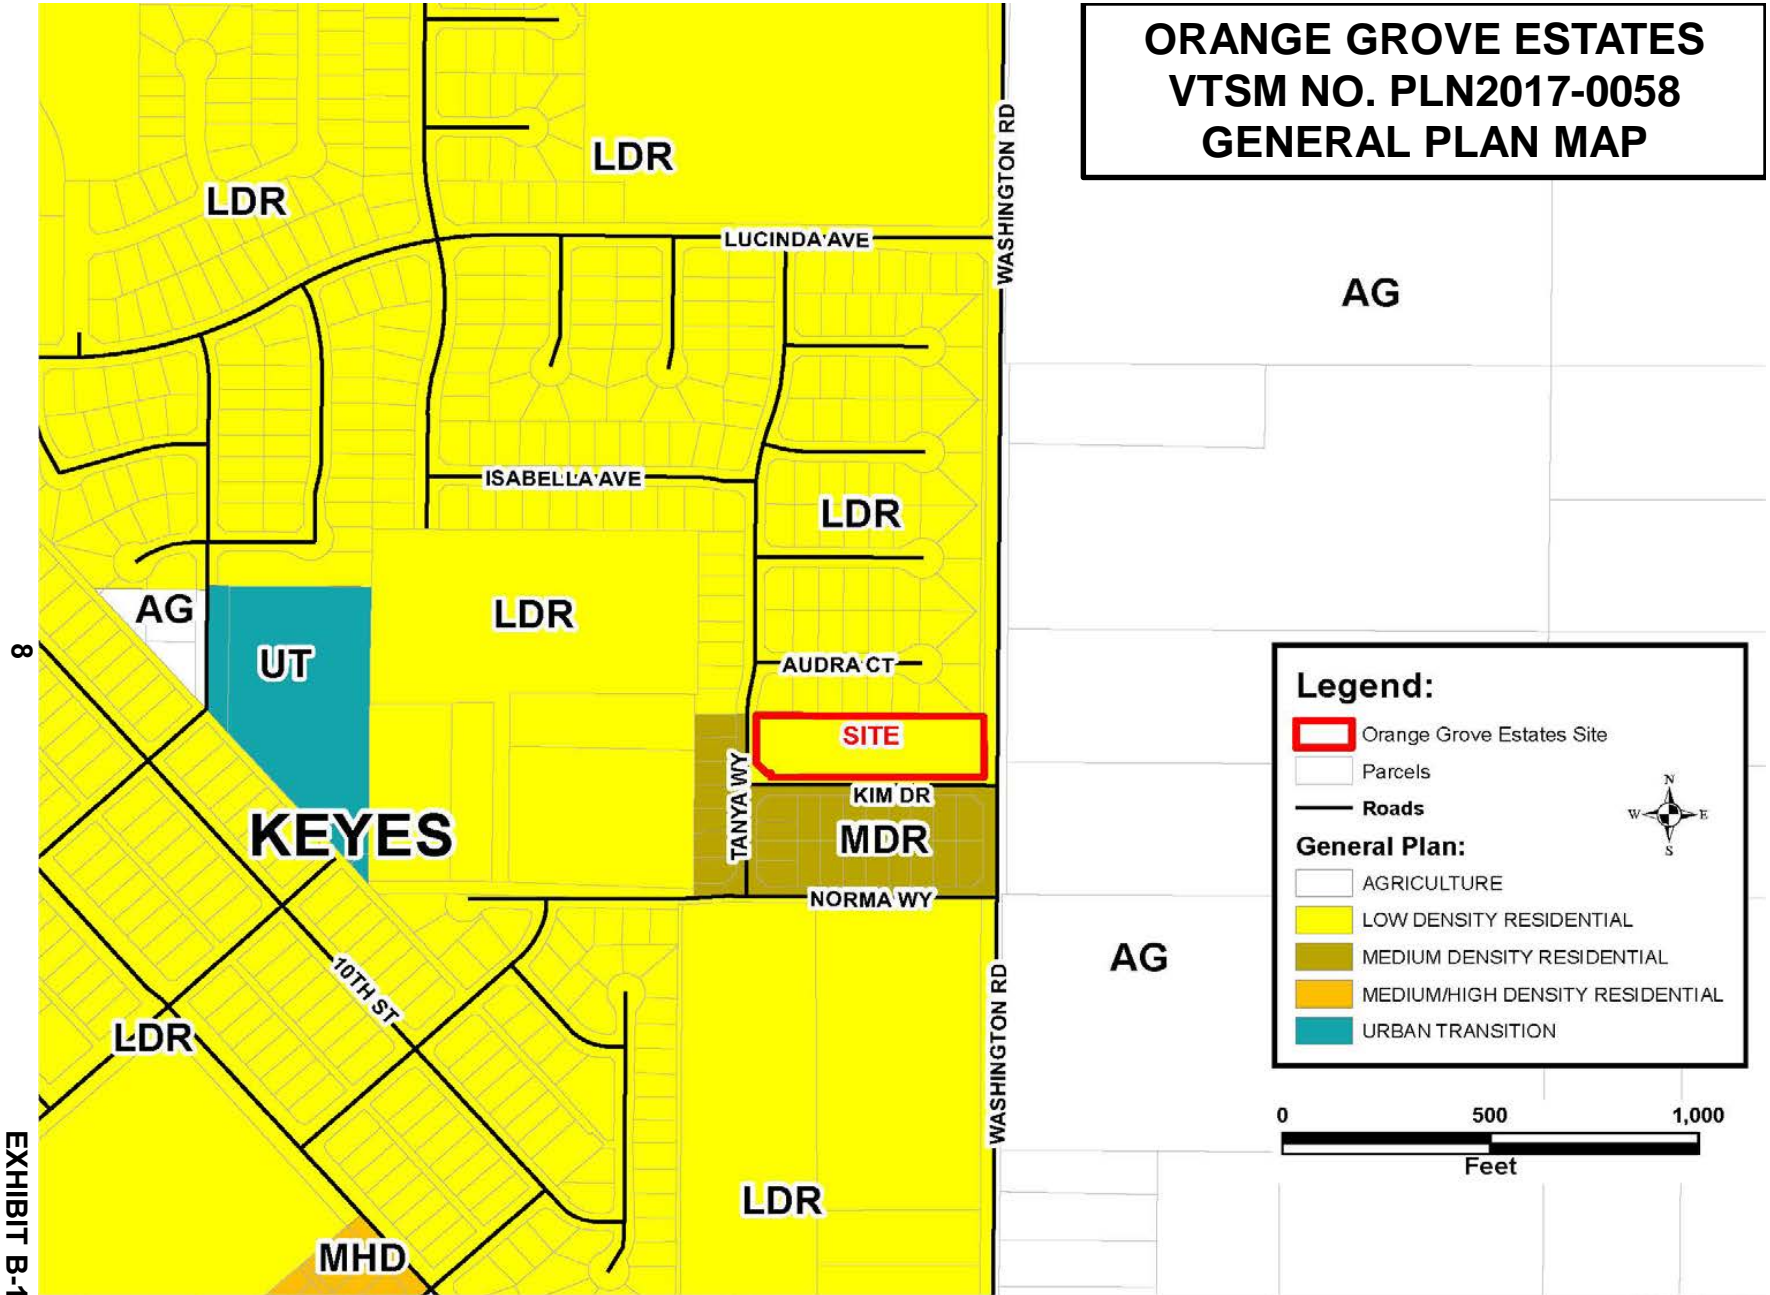 ORANGE GROVE ESTATES
VTSM NO. PLN2017-0058
GENERAL PLAN MAP
LDR
LDR
WASHINGTON RD
LUCINDA AVE
AG
ISABELLA AVE
LDR
AG
UT
LDR
AUDRA CT
SITE
TANYA WY
KIM DR
KEYES
MDR
NORMA WY
10TH ST
AG
WASHINGTON RD
LDR
LDR
MHD
Legend:
Orange Grove Estates Site
Parcels
Roads
N
W
E
S
General Plan:
AGRICULTURE
LOW DENSITY RESIDENTIAL
MEDIUM DENSITY RESIDENTIAL
MEDIUM/HIGH DENSITY RESIDENTIAL
URBAN TRANSITION
0 500 1,000
Feet
8
EXHIBIT B-1